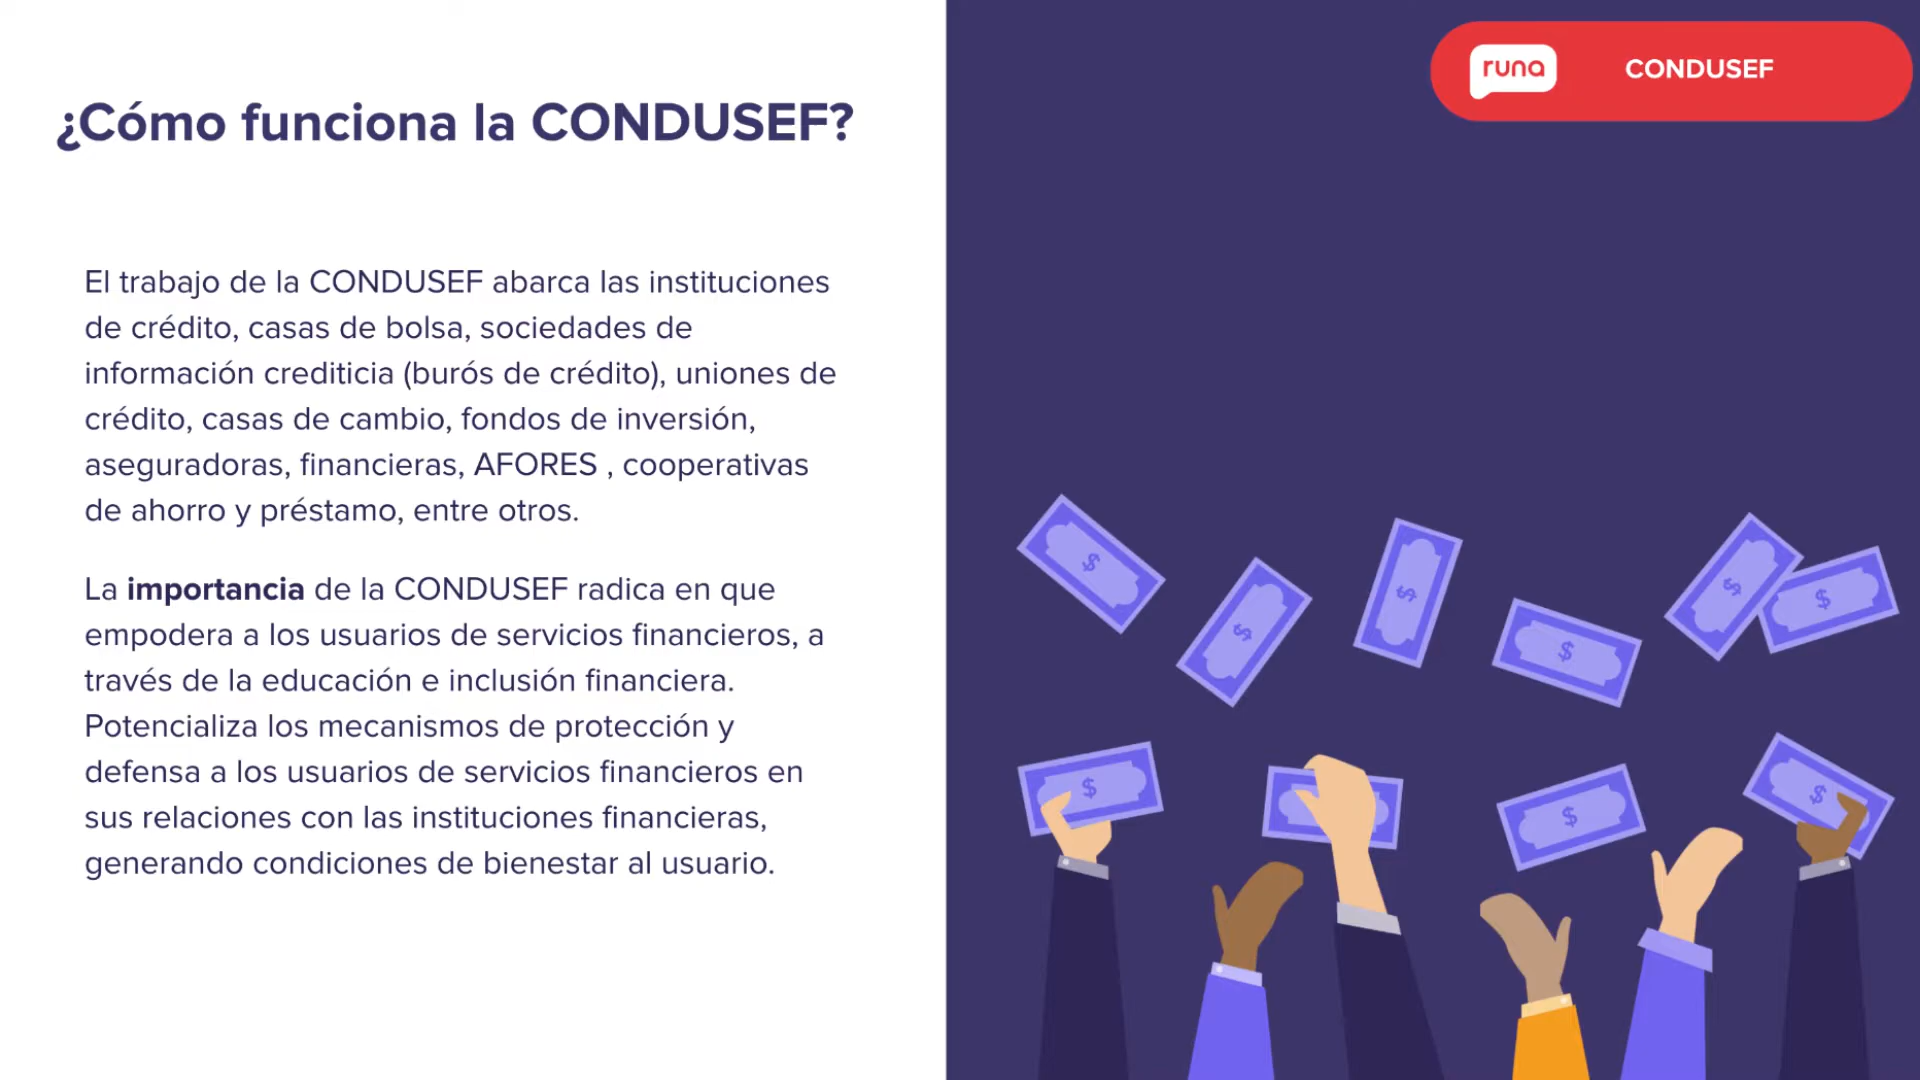 ¿Cómo funciona la CONDUSEF?
El trabajo de la CONDUSEF abarca las instituciones
de crédito, casas de bolsa, sociedades de
información crediticia (burós de crédito), uniones de
crédito, casas de cambio, fondos de inversión,
aseguradoras, financieras, AFORES , cooperativas
de ahorro y préstamo, entre otros.
La importancia de la CONDUSEF radica en que
empodera a los usuarios de servicios financieros, a
través de la educación e inclusión financiera.
Potencializa los mecanismos de protección y
defensa a los usuarios de servicios financieros en
sus relaciones con las instituciones financieras,
generando condiciones de bienestar al usuario.
runa
CONDUSEF
$
$
$
$
$
$
$
$
$